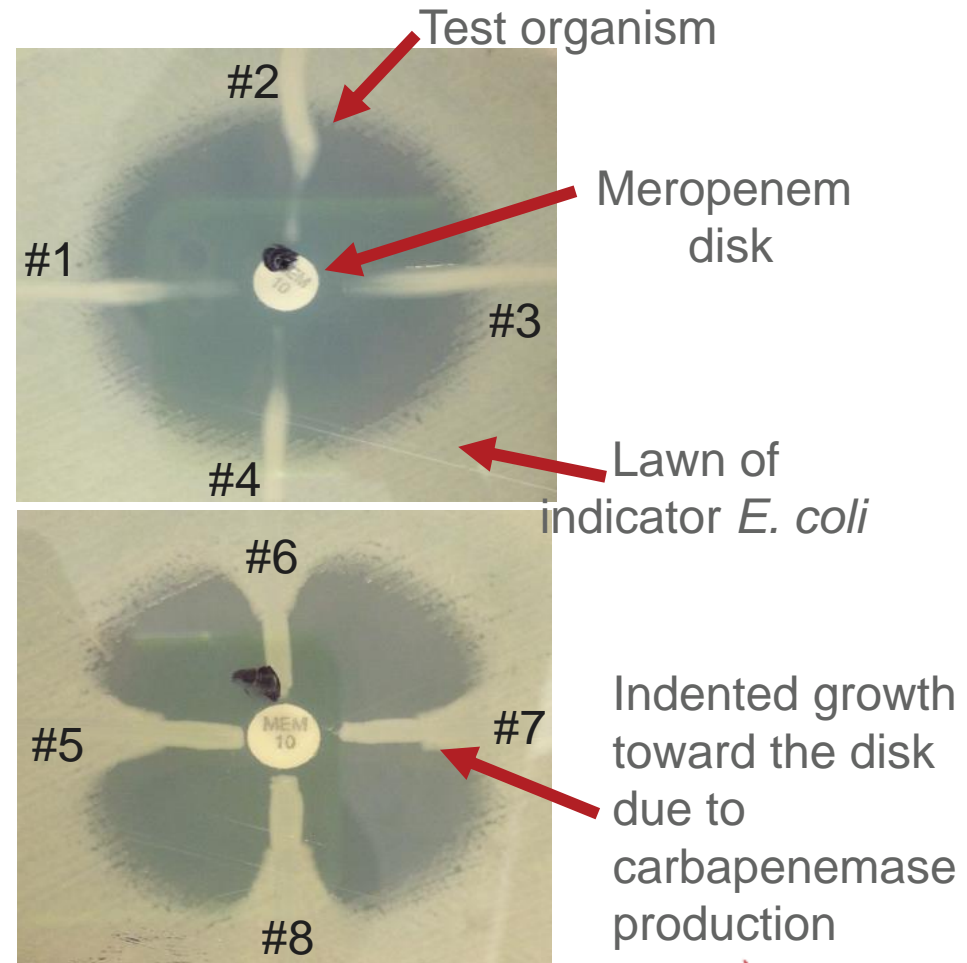 Test organism
#2
Meropenem
disk
#1
MEM
10
#3
Lawn of
indicator E. coli
#4
#6
Indented growth
toward the disk
due to
carbapenemase
production
MEM
10
#5
#7
#8